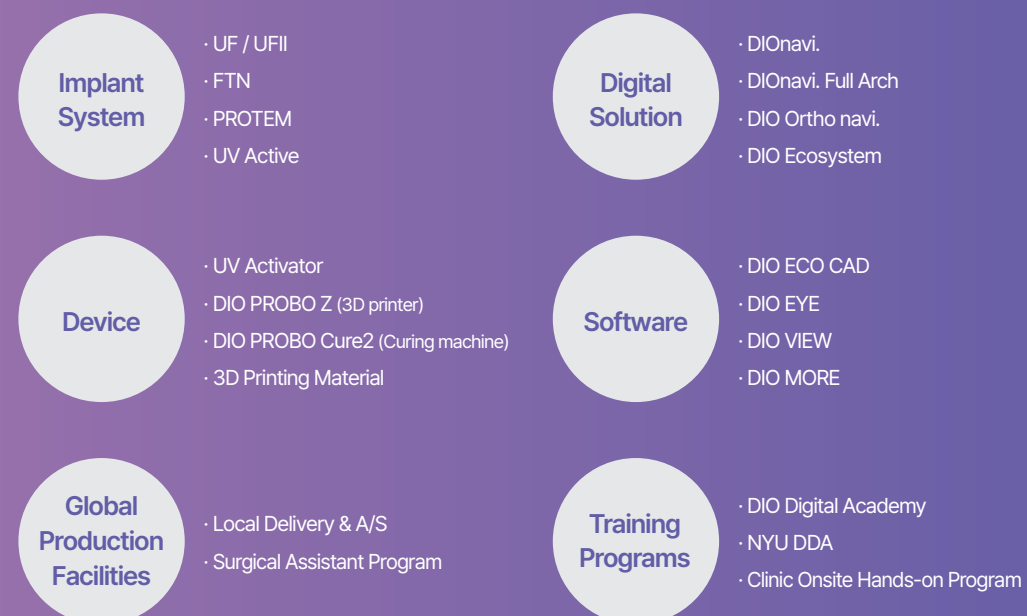 Implant
System
· UF / UFII
· FTN
· PROTEM
· UV Active
Digital
Solution
· DIOnavi.
· DIOnavi. Full Arch
· DIO Ortho navi.
· DIO Ecosystem
Device
· UV Activator
· DIO PROBO Z (3D printer)
· DIO PROBO Cure2 (Curing machine)
· 3D Printing Material
Software
· DIO ECO CAD
· DIO EYE
· DIO VIEW
· DIO MORE
Global
Production
Facilities
· Local Delivery & A/S
· Surgical Assistant Program
Training
Programs
· DIO Digital Academy
· NYU DDA
· Clinic Onsite Hands-on Program